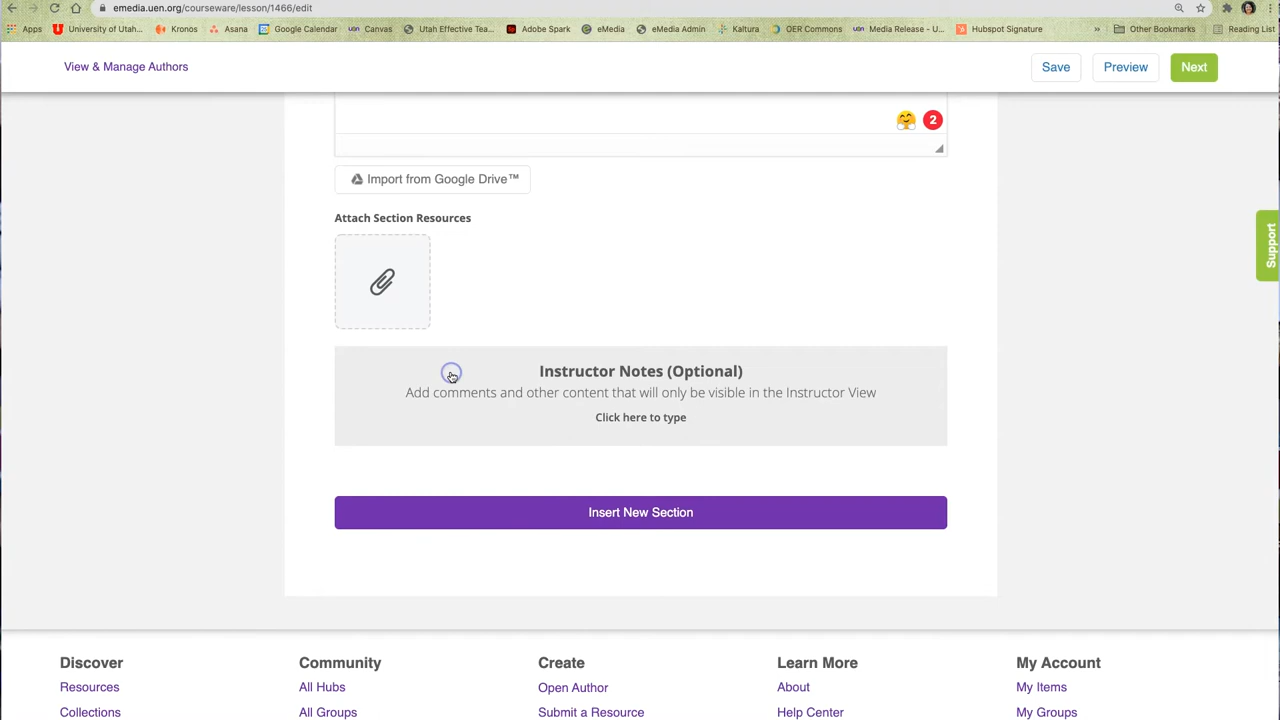 emedia.uen.org/courseware/lesson/1466/edit
Apps University of Utah... Kronos Asana Google Calendar Canvas Utah Effective Tea... Adobe Spark eMedia eMedia Admin Kaltura OER Commons Media Release - U... Hubspot Signature » Other Bookmarks Reading List
View & Manage Authors Save Preview Next
2
Import from Google Drive™
Attach Section Resources
Support
Instructor Notes (Optional)
Add comments and other content that will only be visible in the Instructor View
Click here to type
Insert New Section
Discover Community Create Learn More My Account
Resources All Hubs Open Author About My Items
Collections All Groups Submit a Resource Help Center My Groups